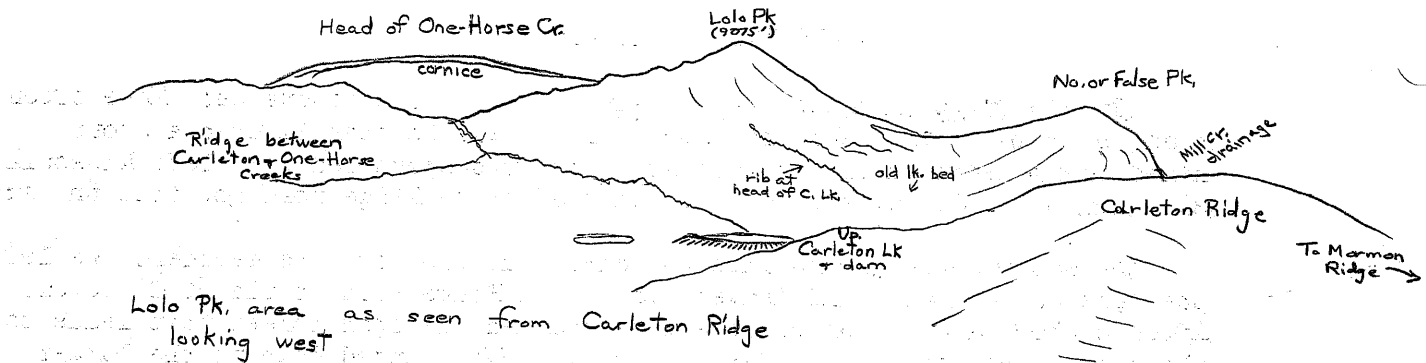 Head of One-Horse Cr.
Lolo Pk
(9075')
cornice
No. or False Pk.
Mill Cr.
drainage
Ridge between
Carleton & One-Horse
Creeks
rib at
head of C. Lk.
old lk. bed
Carleton Ridge
Up.
Carleton Lk
& dam
To Mormon
Ridge
Lolo Pk. area as seen from Carleton Ridge
looking west